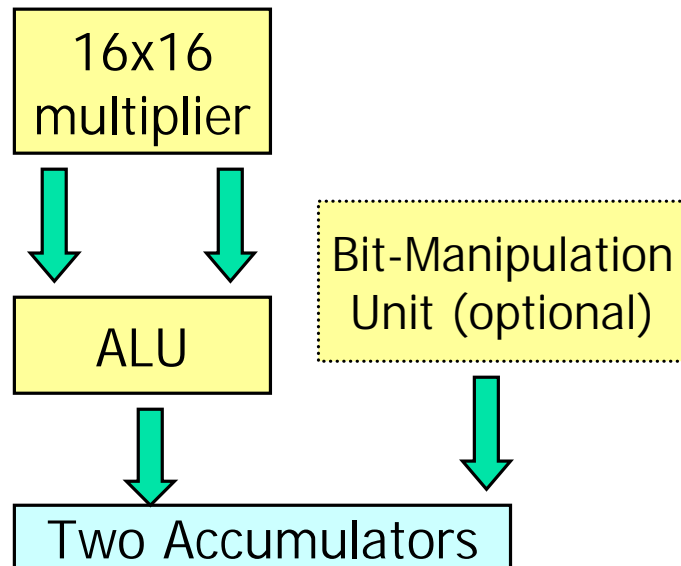 16x16
multiplier
Bit-Manipulation
Unit (optional)
ALU
Two Accumulators